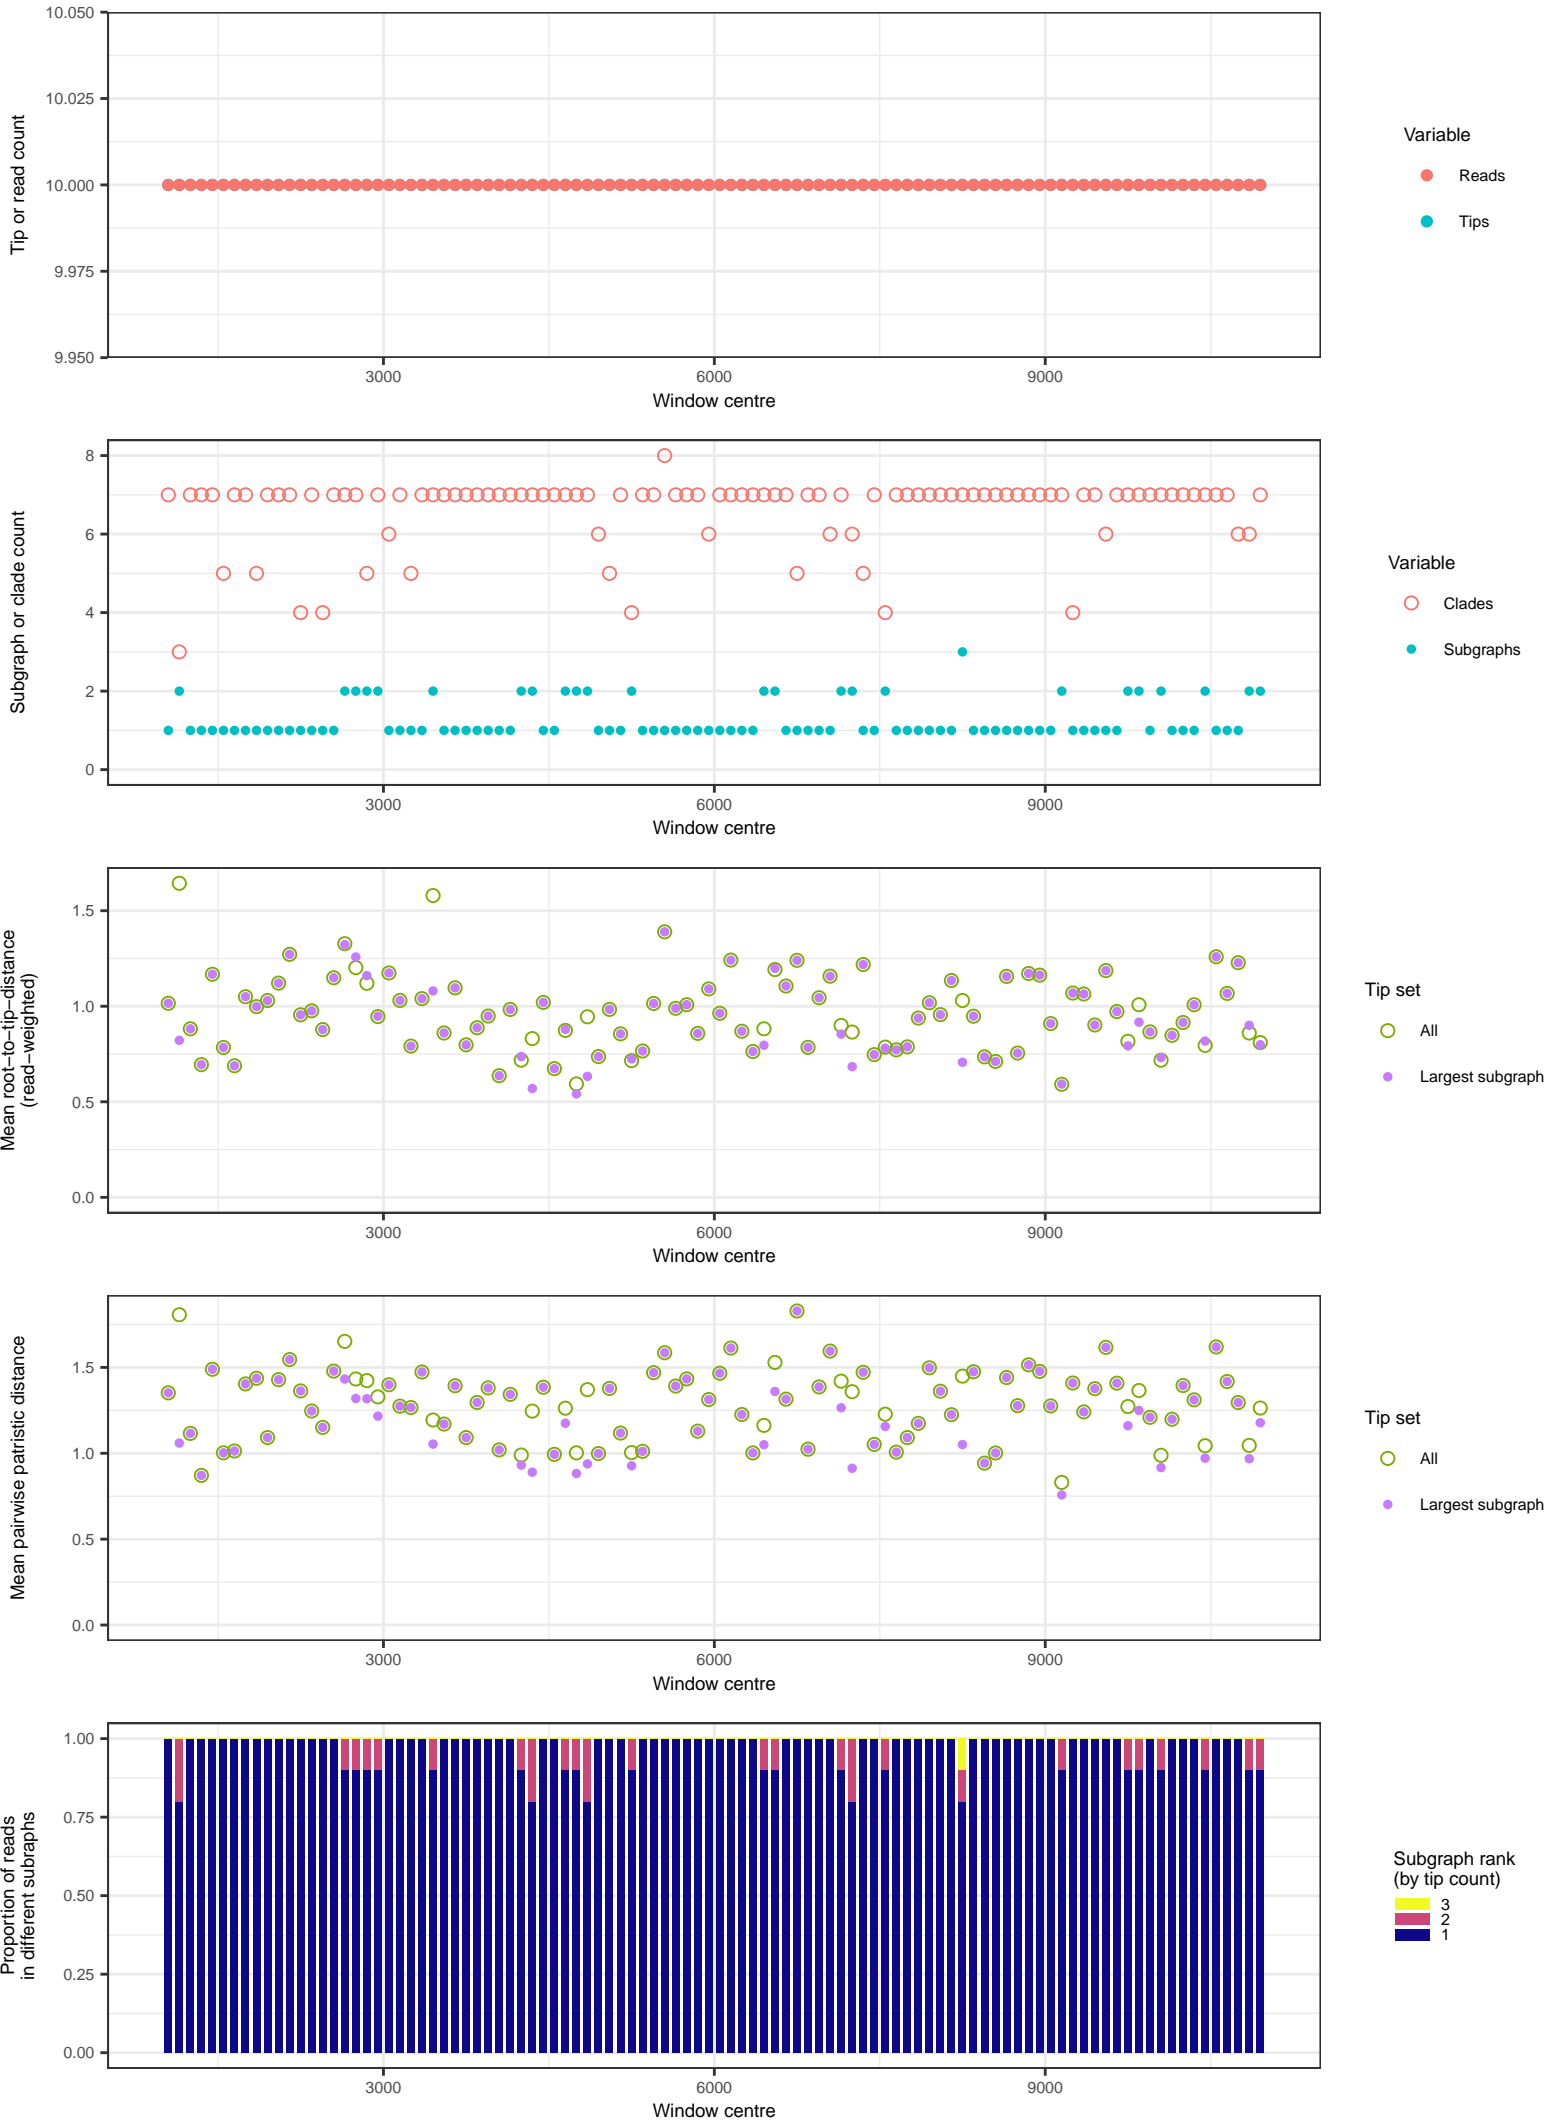 10.050
10.025
10.000
9.975
9.950
Tip or read count
3000
6000
9000
Window centre
Variable
Reads
Tips
8
6
4
2
0
Subgraph or clade count
3000
6000
9000
Window centre
Variable
Clades
Subgraphs
1.5
1.0
0.5
0.0
Mean root−to−tip−distance
(read−weighted)
3000
6000
9000
Window centre
Tip set
All
Largest subgraph
1.5
1.0
0.5
0.0
Mean pairwise patristic distance
3000
6000
9000
Window centre
Tip set
All
Largest subgraph
1.00
0.75
0.50
0.25
0.00
Proportion of reads
in different subraphs
3000
6000
9000
Window centre
Subgraph rank
(by tip count)
3
2
1